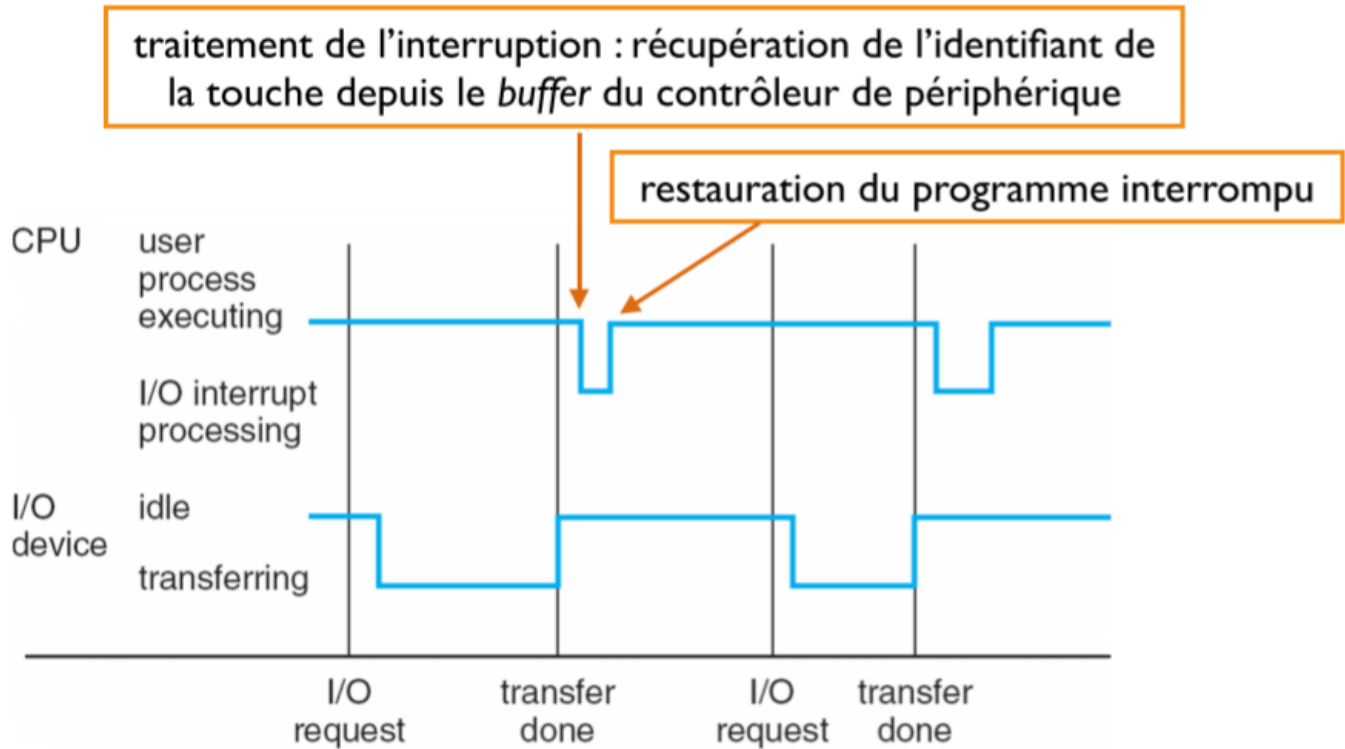 traitement de l'interruption : récupération de l'identifiant de
la touche depuis le buffer du contrôleur de périphérique
restauration du programme interrompu
CPU
user
process
executing
I/O interrupt
processing
I/O
device
idle
transferring
I/O
request
transfer
done
I/O
request
transfer
done